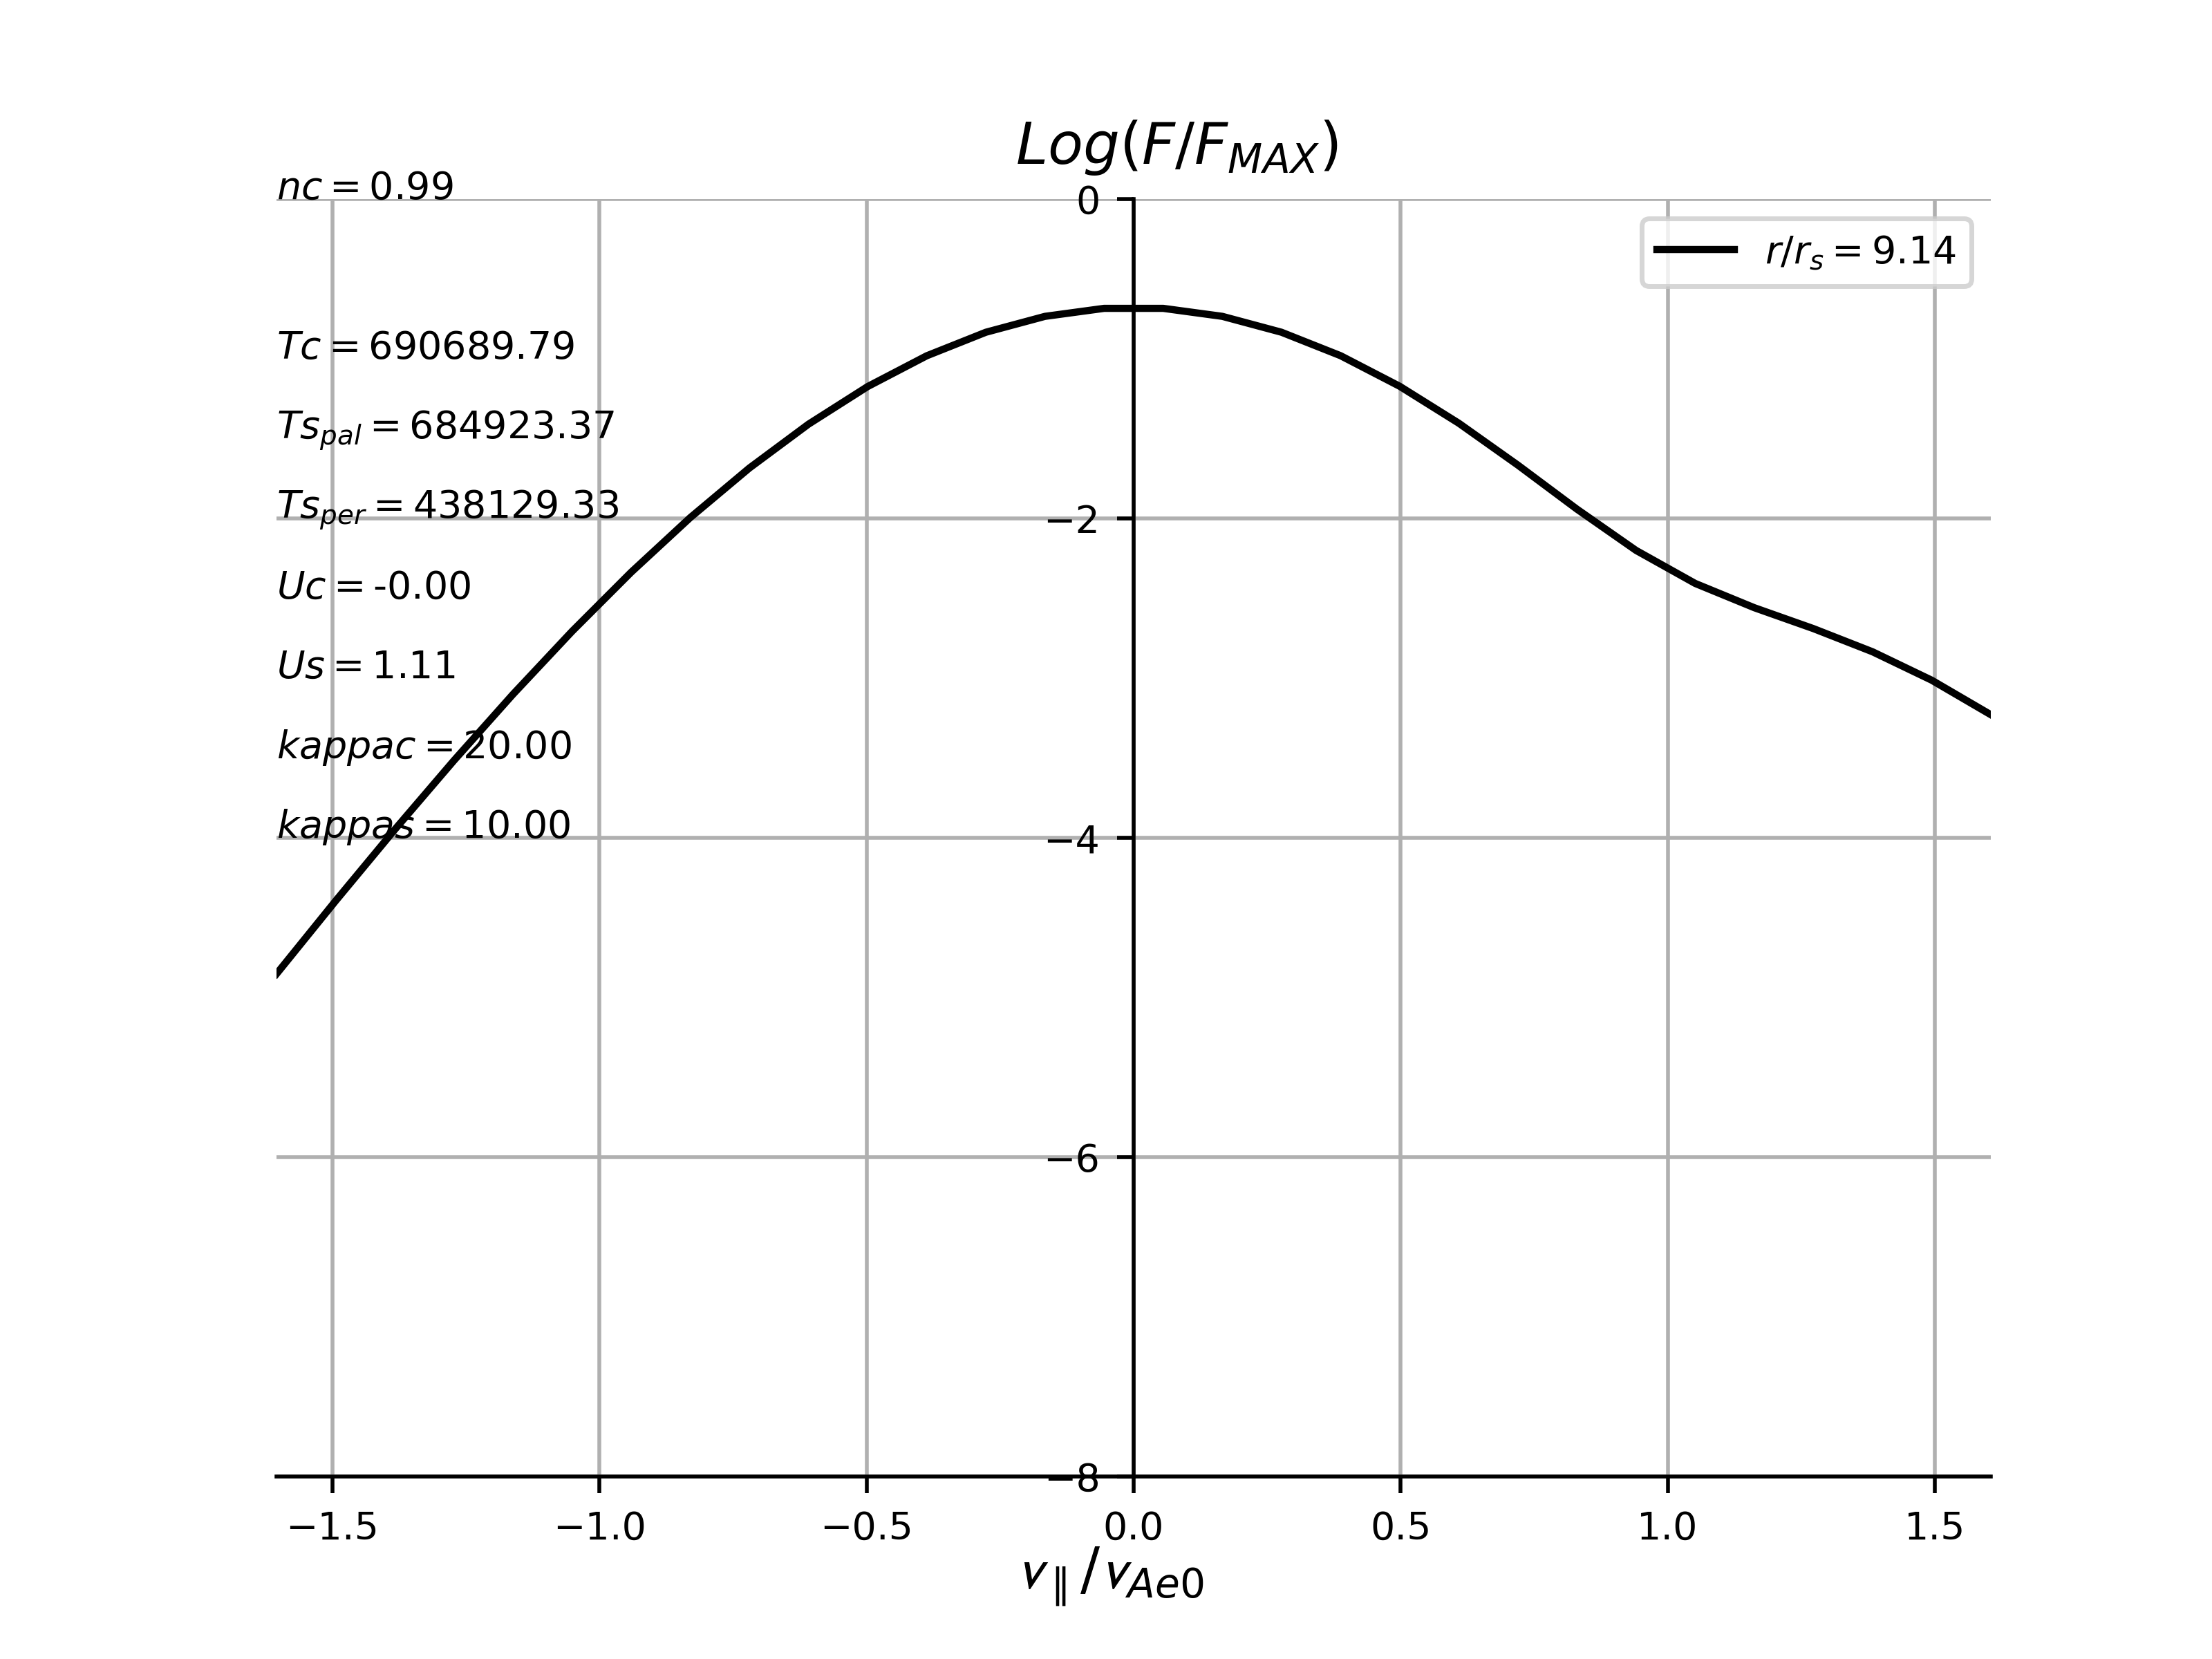 Log(F/F_MAX)
nc = 0.99
0
r/r_s = 9.14
Tc = 690689.79
Ts_pal = 684923.37
Ts_per = 438129.33
−2
Uc = -0.00
Us = 1.11
kappac = 20.00
kappas = 10.00
−4
−6
−8
−1.5 −1.0 −0.5 0.0 0.5 1.0 1.5
v_∥/v_Ae0